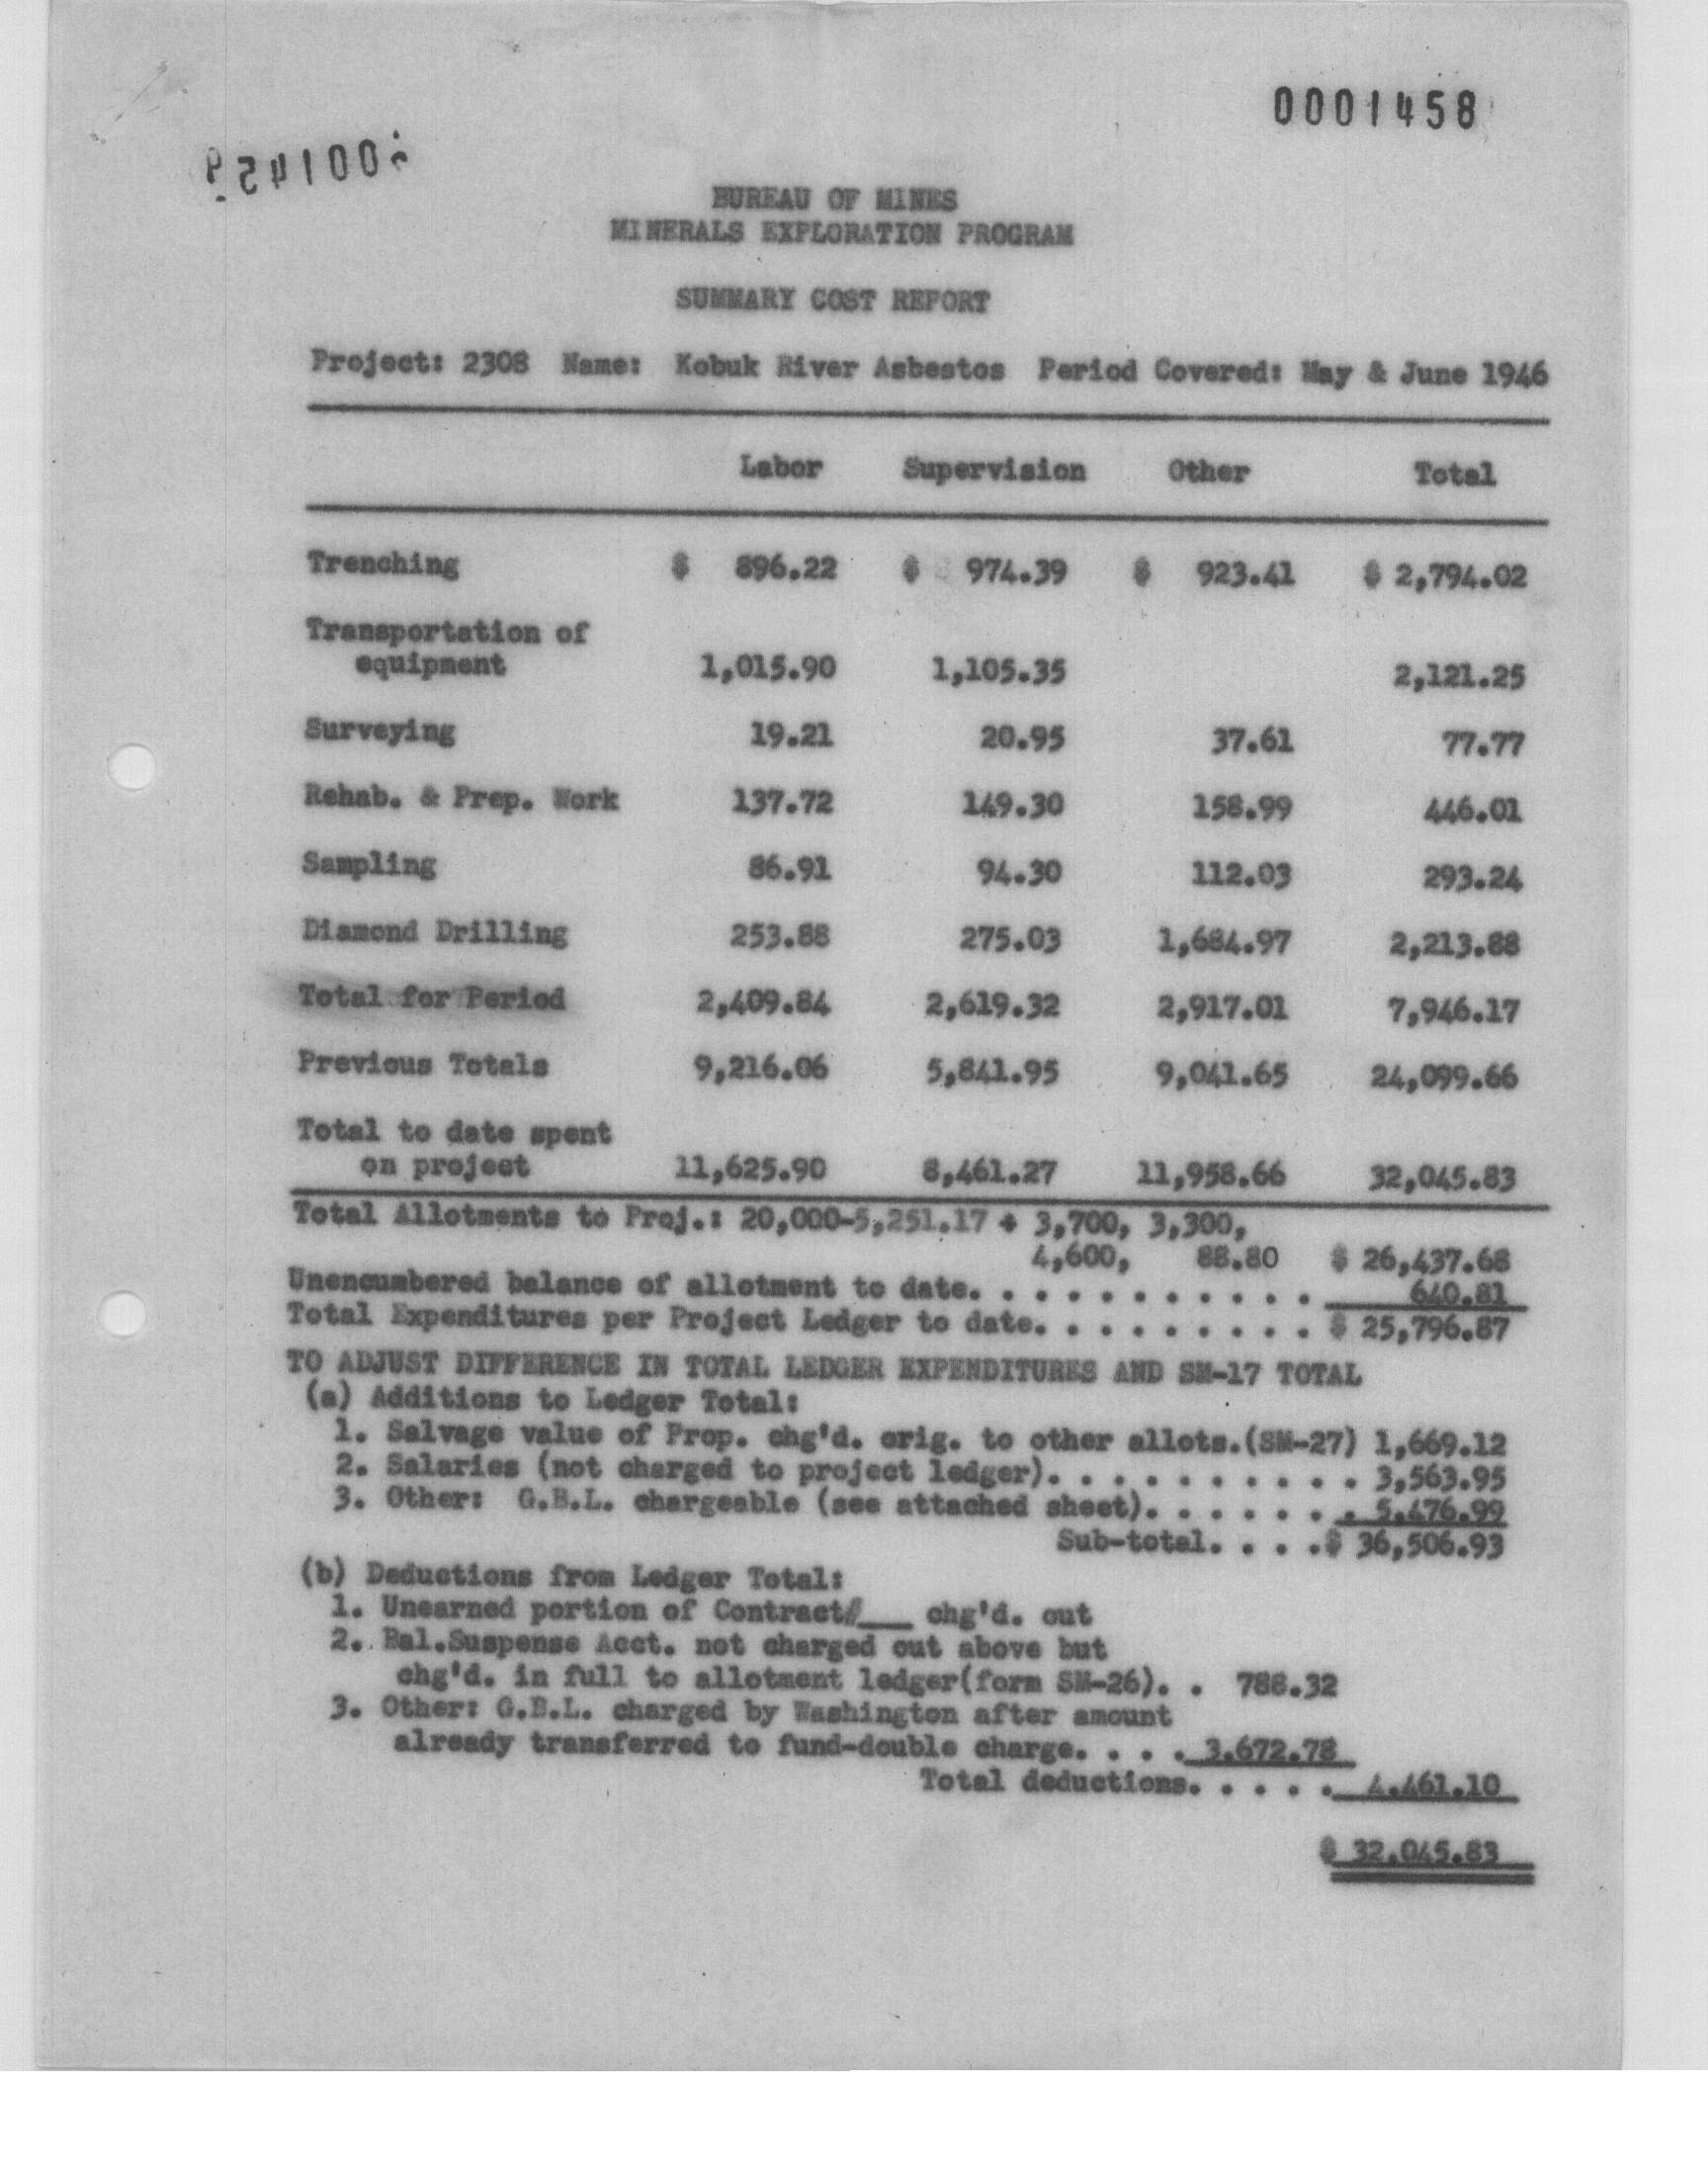 0001458
BUREAU OF MINES
MINERALS EXPLORATION PROGRAM
SUMMARY COST REPORT
Project: 2308 Name: Kobuk River Asbestos Period Covered: May & June 1946
Labor Supervision Other Total
Trenching $ 896.22 $ 974.39 $ 923.41 $ 2,794.02
Transportation of
equipment 1,015.90 1,105.35 2,121.25
Surveying 19.21 20.95 37.61 77.77
Rehab. & Prep. Work 137.72 149.30 158.99 446.01
Sampling 86.91 94.30 112.03 293.24
Diamond Drilling 253.88 275.03 1,684.97 2,213.88
Total for Period 2,409.84 2,619.32 2,917.01 7,946.17
Previous Totals 9,216.06 5,841.95 9,041.65 24,099.66
Total to date spent
on project 11,625.90 8,461.27 11,958.66 32,045.83
Total Allotments to Proj.: 20,000-5,251.17 + 3,700, 3,300,
4,600, 88.80 $ 26,437.68
Unencumbered balance of allotment to date. . . . . . . . . . . 640.81
Total Expenditures per Project Ledger to date. . . . . . . . . $ 25,796.87
TO ADJUST DIFFERENCE IN TOTAL LEDGER EXPENDITURES AND SM-17 TOTAL
(a) Additions to Ledger Total:
1. Salvage value of Prop. chg'd. orig. to other allots.(SM-27) 1,669.12
2. Salaries (not charged to project ledger). . . . . . . . . . 3,563.95
3. Other: G.B.L. chargeable (see attached sheet). . . . . . . 5,476.99
Sub-total. . . .$ 36,506.93
(b) Deductions from Ledger Total:
1. Unearned portion of Contract#___ chg'd. out
2. Bal.Suspense Acct. not charged out above but
chg'd. in full to allotment ledger(form SM-26). . 788.32
3. Other: G.B.L. charged by Washington after amount
already transferred to fund-double charge. . . . 3,672.78
Total deductions. . . . . 4,461.10
$ 32,045.83